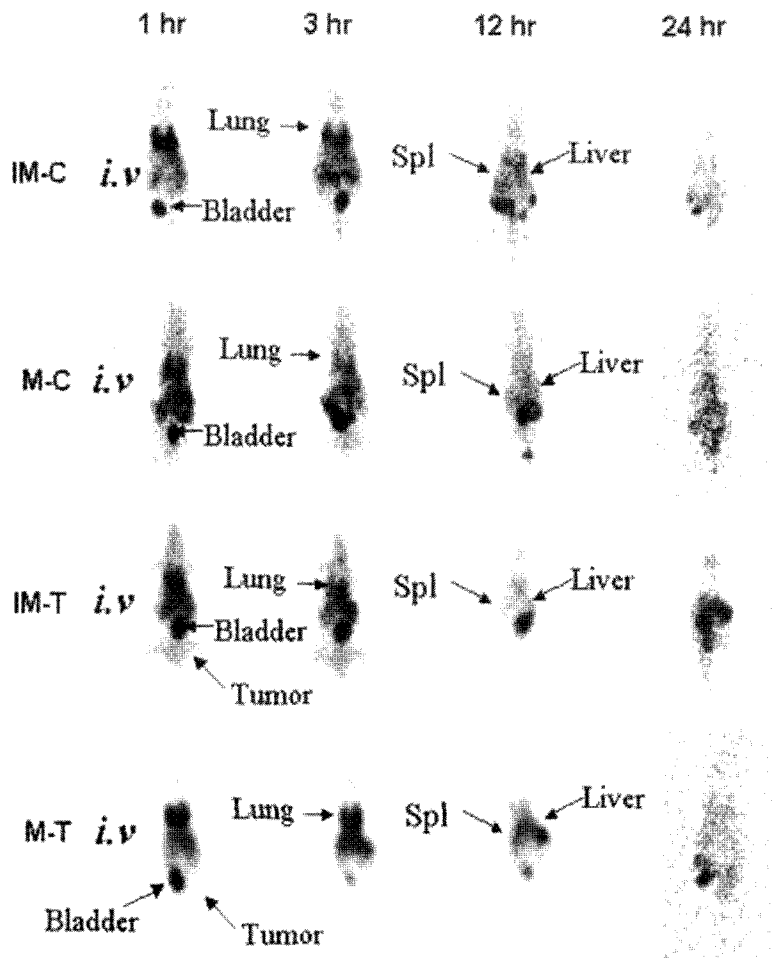 1 hr 3 hr 12 hr 24 hr
Lung
Spl Liver
IM-C i.v
Bladder
Lung
Spl Liver
M-C i.v
Bladder
Lung
Spl Liver
IM-T i.v
Bladder
Tumor
Lung
Spl Liver
M-T i.v
Bladder
Tumor